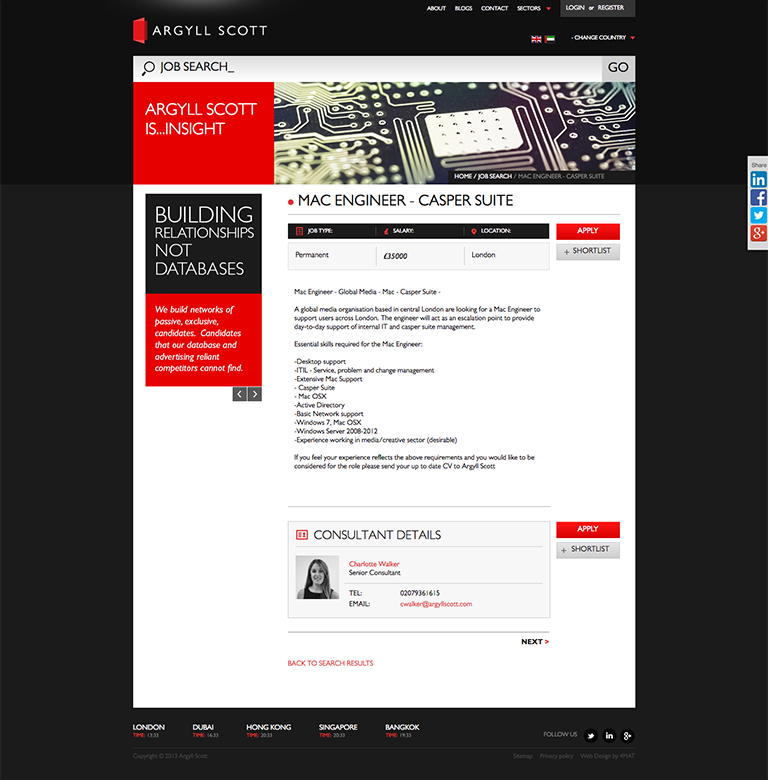 ABOUT BLOGS CONTACT SECTORS LOGIN or REGISTER
ARGYLL SCOTT
- CHANGE COUNTRY
JOB SEARCH_ GO
ARGYLL SCOTT
IS...INSIGHT
HOME / JOB SEARCH / MAC ENGINEER - CASPER SUITE
Share
BUILDING
RELATIONSHIPS
NOT
DATABASES
We build networks of
passive, exclusive,
candidates. Candidates
that our database and
advertising reliant
competitors cannot find.
MAC ENGINEER - CASPER SUITE
JOB TYPE: SALARY: LOCATION:
Permanent £35000 London
APPLY
+ SHORTLIST
Mac Engineer - Global Media - Mac - Casper Suite -
A global media organisation based in central London are looking for a Mac Engineer to
support users across London. The engineer will act as an escalation point to provide
day-to-day support of internal IT and casper suite management.
Essential skills required for the Mac Engineer:
-Desktop support
-ITIL - Service, problem and change management
-Extensive Mac Support
- Casper Suite
- Mac OSX
-Active Directory
-Basic Network support
-Windows 7, Mac OSX
-Windows Server 2008-2012
-Experience working in media/creative sector (desirable)
If you feel your experience reflects the above requirements and you would like to be
considered for the role please send your up to date CV to Argyll Scott
CONSULTANT DETAILS
Charlotte Walker
Senior Consultant
TEL: 02079361615
EMAIL: cwalker@argyllscott.com
APPLY
+ SHORTLIST
NEXT >
BACK TO SEARCH RESULTS
LONDON DUBAI HONG KONG SINGAPORE BANGKOK
TIME: 13:33 TIME: 16:33 TIME: 20:33 TIME: 20:33 TIME: 19:33
FOLLOW US
Copyright © 2013 Argyll Scott
Sitemap Privacy policy Web Design by 4MAT